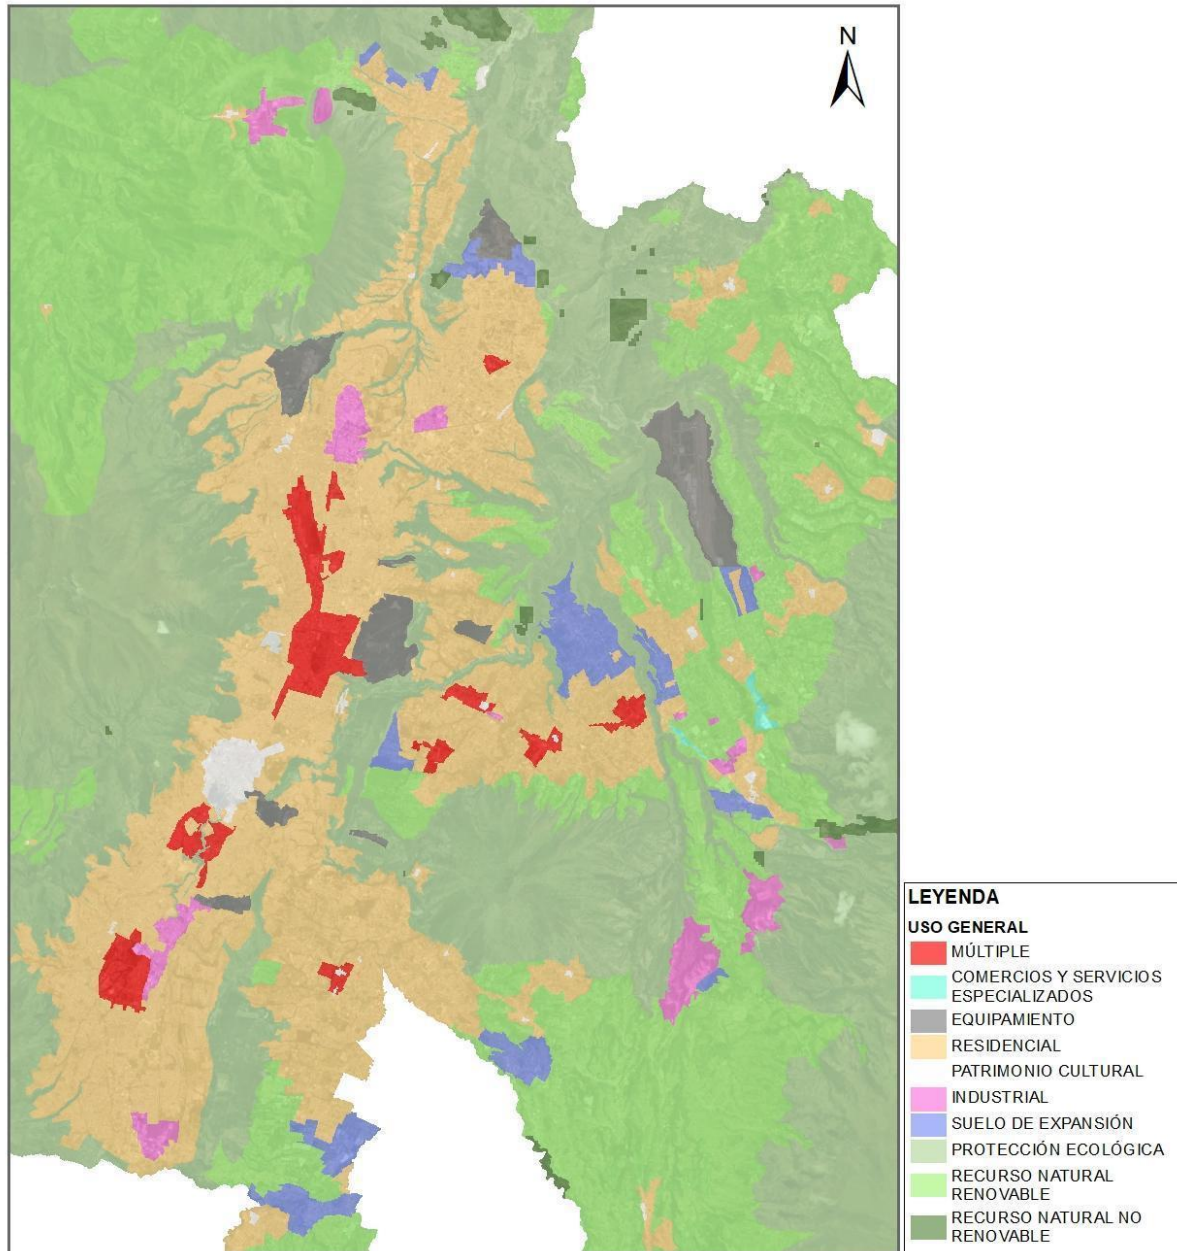 N
LEYENDA
USO GENERAL
MÚLTIPLE
COMERCIOS Y SERVICIOS
ESPECIALIZADOS
EQUIPAMIENTO
RESIDENCIAL
PATRIMONIO CULTURAL
INDUSTRIAL
SUELO DE EXPANSIÓN
PROTECCIÓN ECOLÓGICA
RECURSO NATURAL
RENOVABLE
RECURSO NATURAL NO
RENOVABLE